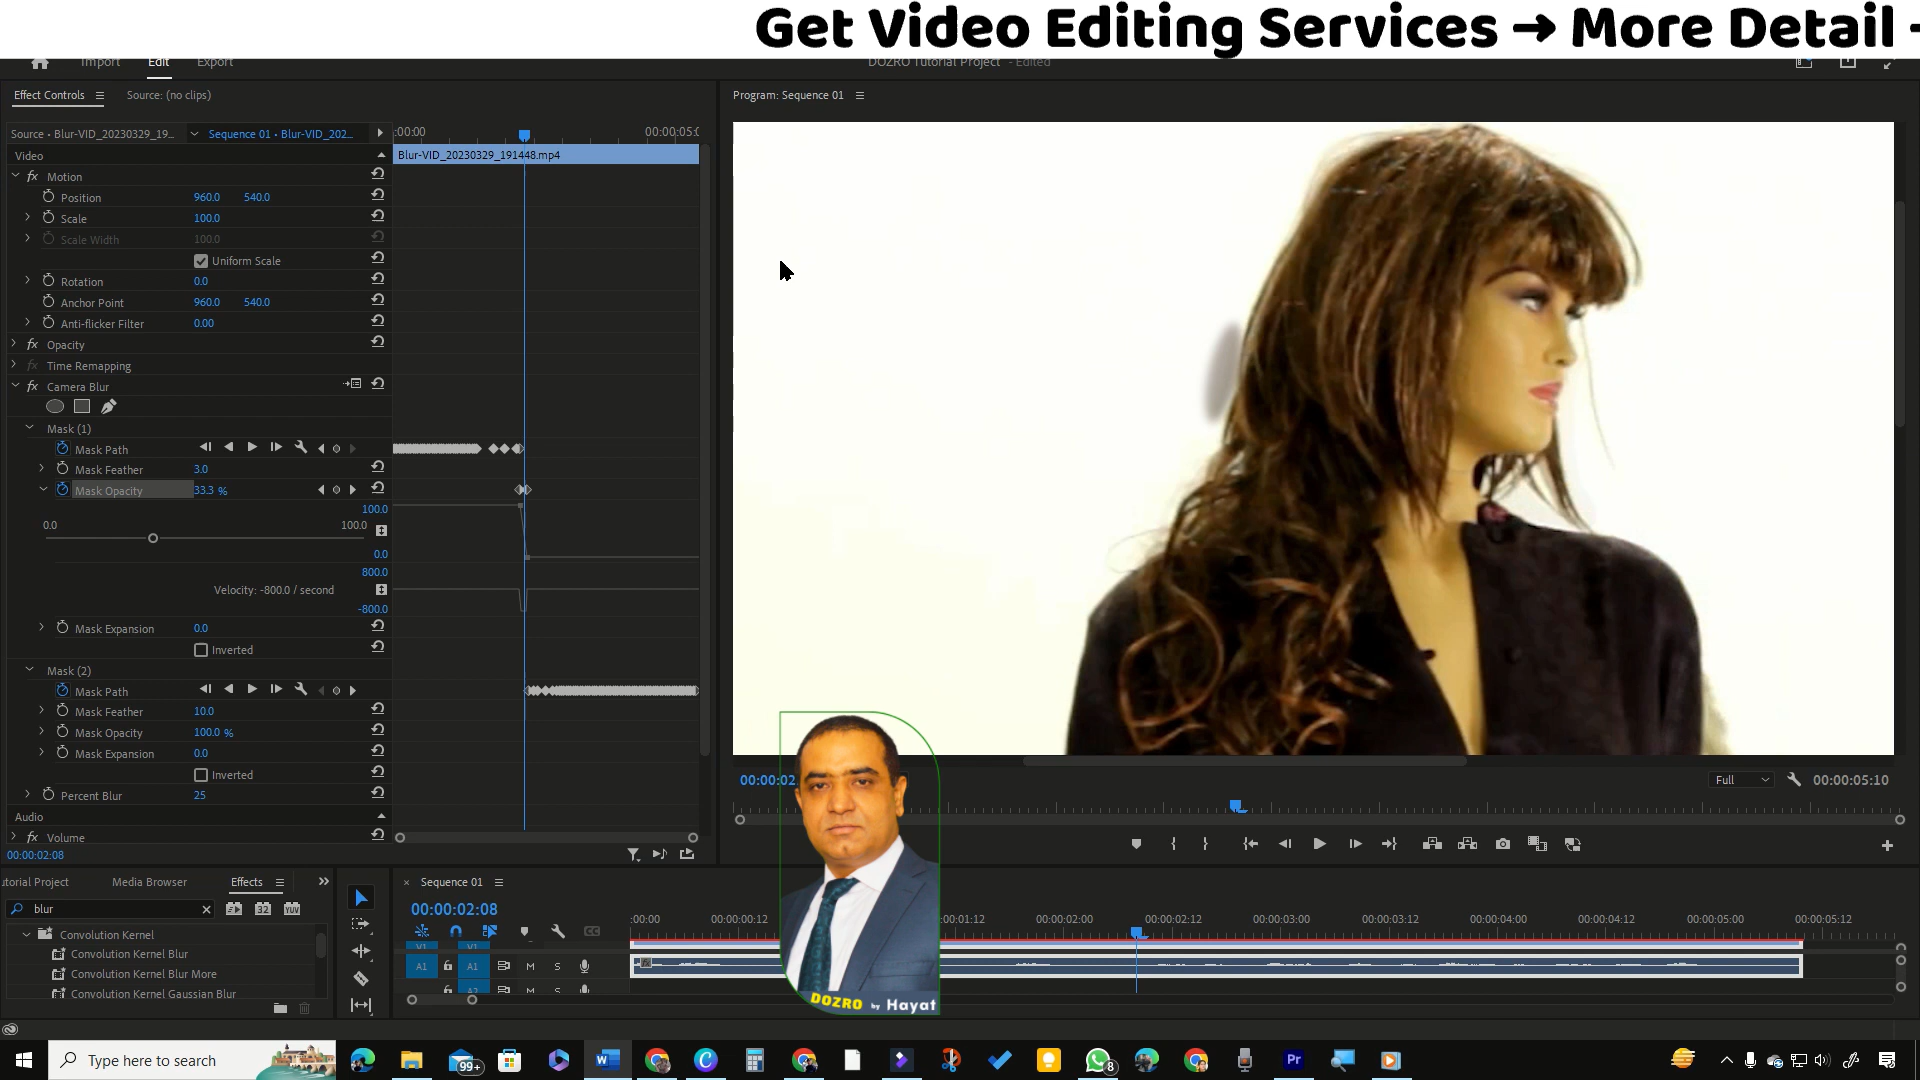 Get Video Editing Services → More Detail -
Import Edit Export
DOZRO Tutorial Project - Edited
Effect Controls Source: (no clips)
Program: Sequence 01
Source • Blur-VID_20230329_19... Sequence 01 • Blur-VID_202...
:00:00 00:00:05:0
Video
Blur-VID_20230329_191448.mp4
fx Motion
Position 960.0 540.0
Scale 100.0
Scale Width 100.0
Uniform Scale
Rotation 0.0
Anchor Point 960.0 540.0
Anti-flicker Filter 0.00
fx Opacity
fx Time Remapping
fx Camera Blur
Mask (1)
Mask Path
Mask Feather 3.0
Mask Opacity 33.3 %
100.0
0.0 100.0
0.0
800.0
Velocity: -800.0 / second
-800.0
Mask Expansion 0.0
Inverted
Mask (2)
Mask Path
Mask Feather 10.0
Mask Opacity 100.0 %
Mask Expansion 0.0
Inverted
Percent Blur 25
Audio
fx Volume
00:00:02:08
00:00:02
Full 00:00:05:10
utorial Project Media Browser Effects
blur
32 YUV
Convolution Kernel
Convolution Kernel Blur
Convolution Kernel Blur More
Convolution Kernel Gaussian Blur
× Sequence 01
00:00:02:08
:00:00 00:00:00:12 00:01:12 00:00:02:00 00:00:02:12 00:00:03:00 00:00:03:12 00:00:04:00 00:00:04:12 00:00:05:00 00:00:05:12
V1 V1
A1 A1 M S
M S
DOZRO by Hayat
Type here to search
99+
8
Pr